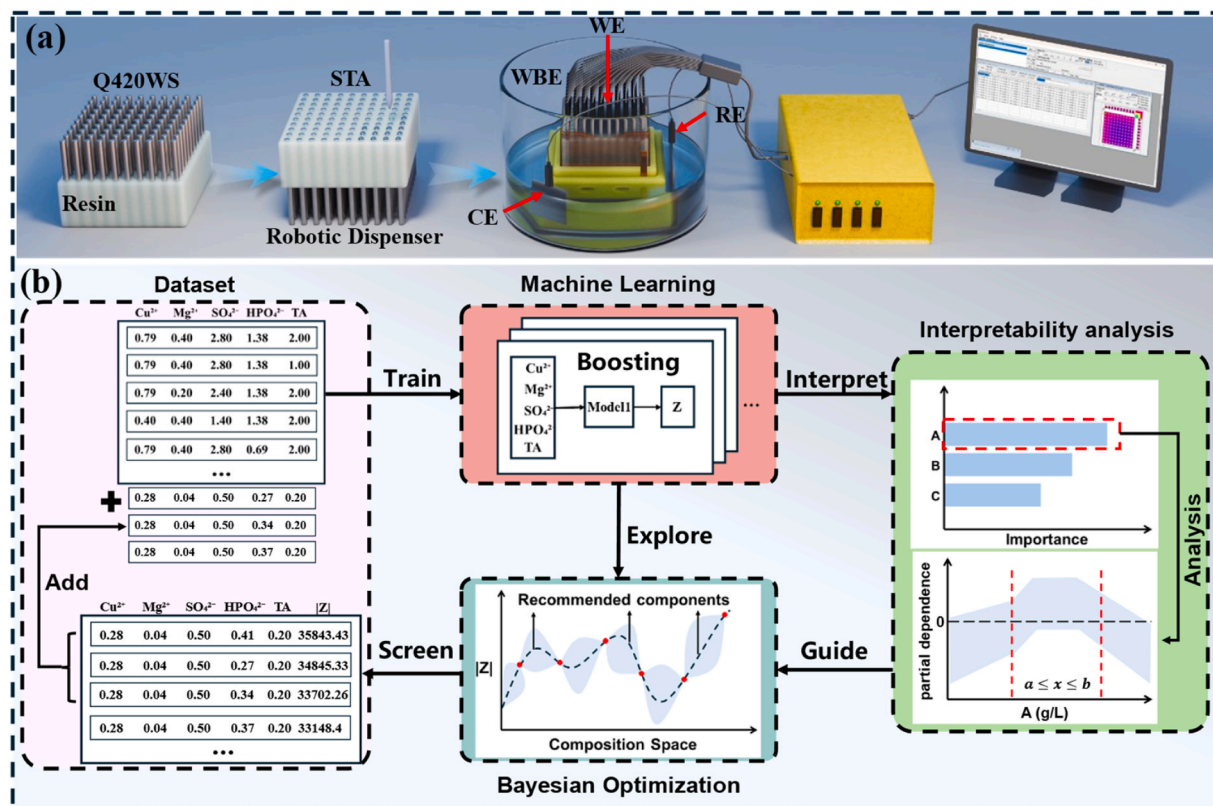 (a)
Q420WS
Resin
STA
Robotic Dispenser
WE
WBE
RE
CE
(b)
Dataset
Cu²⁺ Mg²⁺ SO₄²⁻ HPO₄²⁻ TA
0.79 0.40 2.80 1.38 2.00
0.79 0.40 2.80 1.38 1.00
0.79 0.20 2.40 1.38 2.00
0.40 0.40 1.40 1.38 2.00
0.79 0.40 2.80 0.69 2.00
...
+
0.28 0.04 0.50 0.27 0.20
0.28 0.04 0.50 0.34 0.20
0.28 0.04 0.50 0.37 0.20
Add
Cu²⁺ Mg²⁺ SO₄²⁻ HPO₄²⁻ TA |Z|
0.28 0.04 0.50 0.41 0.20 35843.43
0.28 0.04 0.50 0.27 0.20 34845.33
0.28 0.04 0.50 0.34 0.20 33702.26
0.28 0.04 0.50 0.37 0.20 33148.4
...
Train
Machine Learning
Boosting
Cu²⁺
Mg²⁺
SO₄²⁻
HPO₄²⁻
TA
Model1
Z
...
Interpret
Interpretability analysis
A
B
C
Importance
Analysis
partial dependence
0
a ≤ x ≤ b
A (g/L)
Guide
Explore
Recommended components
|Z|
Composition Space
Bayesian Optimization
Screen